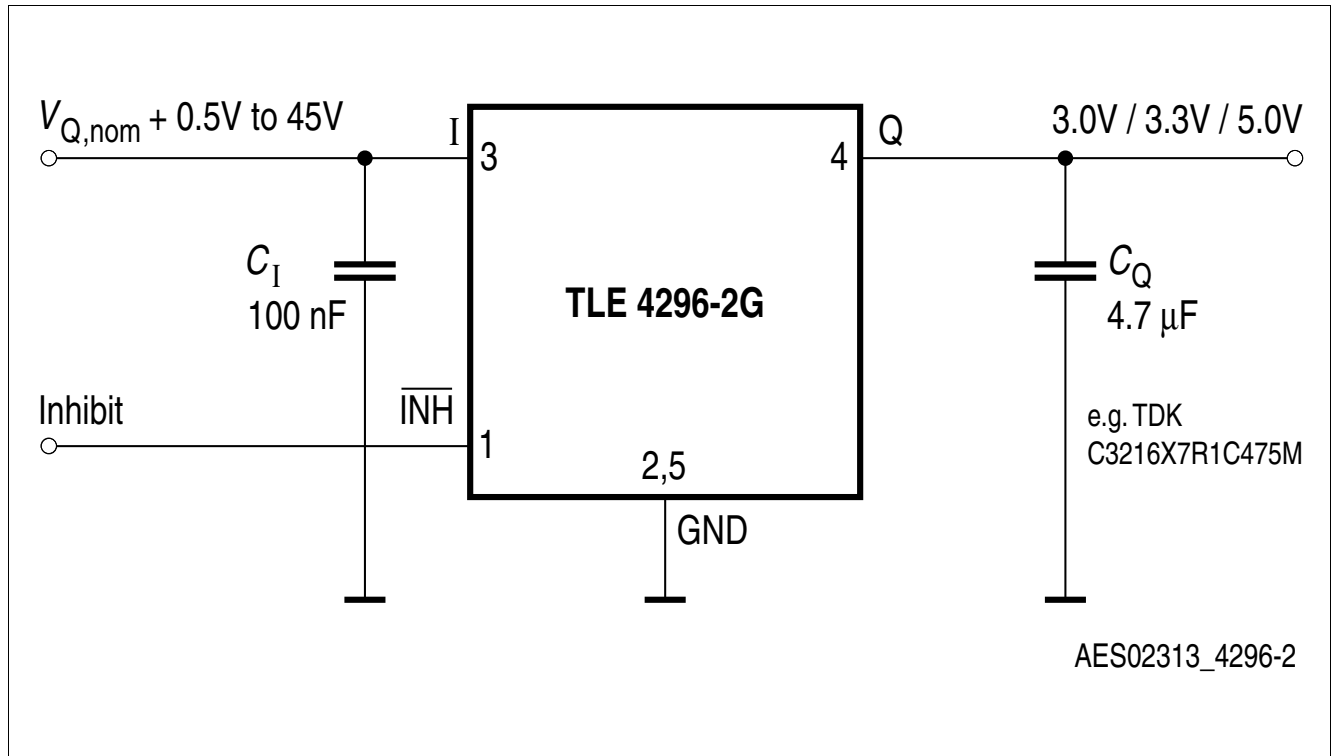 V_Q,nom + 0.5V to 45V
I
3
4
Q
3.0V / 3.3V / 5.0V
C_I
100 nF
TLE 4296-2G
C_Q
4.7 μF
Inhibit
I̅N̅H̅
1
2,5
GND
e.g. TDK
C3216X7R1C475M
AES02313_4296-2